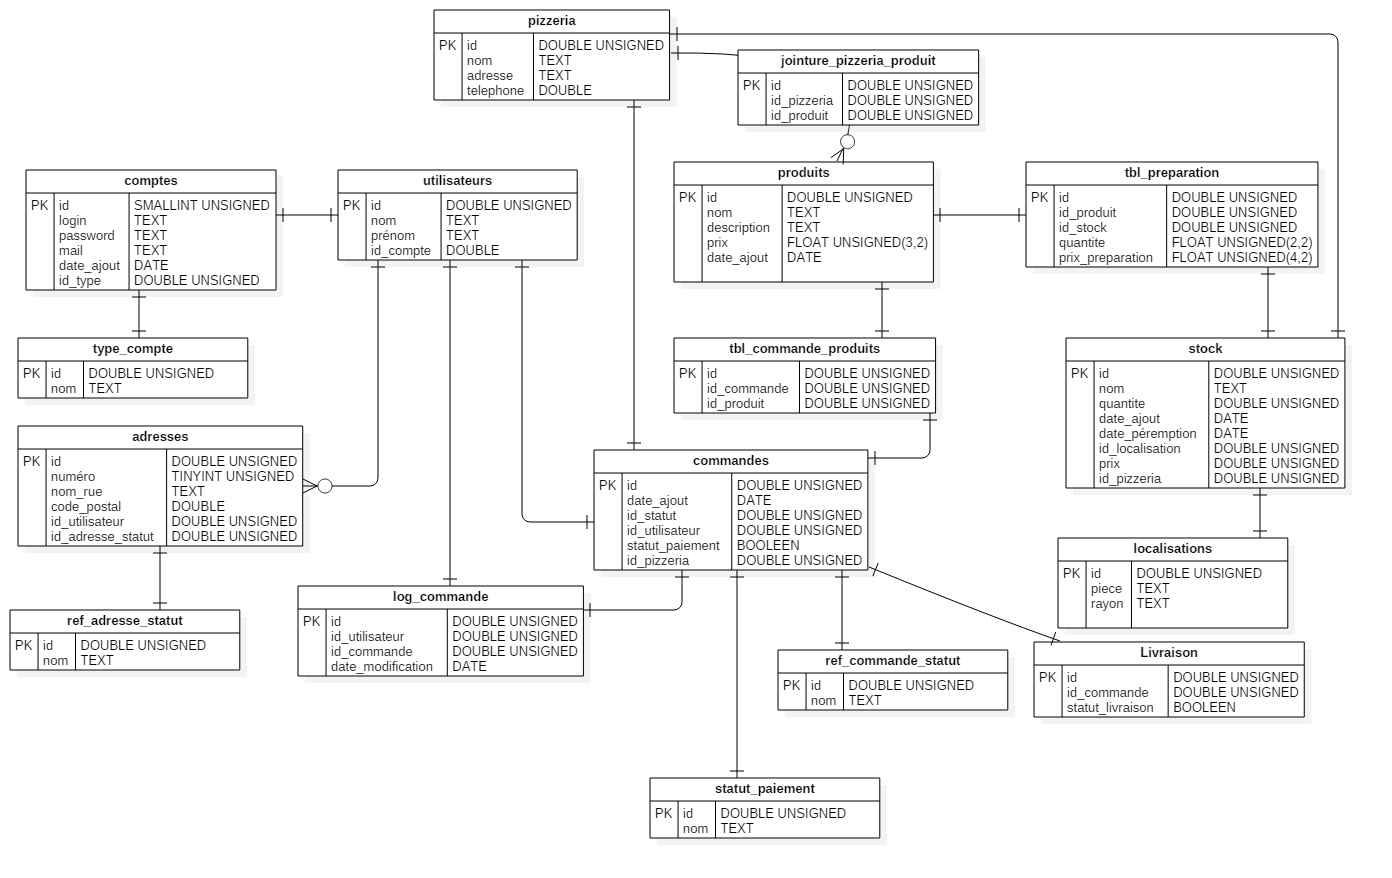 pizzeria
PK id DOUBLE UNSIGNED
nom TEXT
adresse TEXT
telephone DOUBLE
jointure_pizzeria_produit
PK id DOUBLE UNSIGNED
id_pizzeria DOUBLE UNSIGNED
id_produit DOUBLE UNSIGNED
comptes
PK id SMALLINT UNSIGNED
login TEXT
password TEXT
mail TEXT
date_ajout DATE
id_type DOUBLE UNSIGNED
utilisateurs
PK id DOUBLE UNSIGNED
nom TEXT
prénom TEXT
id_compte DOUBLE
produits
PK id DOUBLE UNSIGNED
nom TEXT
description TEXT
prix FLOAT UNSIGNED(3,2)
date_ajout DATE
tbl_preparation
PK id DOUBLE UNSIGNED
id_produit DOUBLE UNSIGNED
id_stock DOUBLE UNSIGNED
quantite FLOAT UNSIGNED(2,2)
prix_preparation FLOAT UNSIGNED(4,2)
type_compte
PK id DOUBLE UNSIGNED
nom TEXT
tbl_commande_produits
PK id DOUBLE UNSIGNED
id_commande DOUBLE UNSIGNED
id_produit DOUBLE UNSIGNED
stock
PK id DOUBLE UNSIGNED
nom TEXT
quantite DOUBLE UNSIGNED
date_ajout DATE
date_péremption DATE
id_localisation DOUBLE UNSIGNED
prix DOUBLE UNSIGNED
id_pizzeria DOUBLE UNSIGNED
adresses
PK id DOUBLE UNSIGNED
numéro TINYINT UNSIGNED
nom_rue TEXT
code_postal DOUBLE
id_utilisateur DOUBLE UNSIGNED
id_adresse_statut DOUBLE UNSIGNED
commandes
PK id DOUBLE UNSIGNED
date_ajout DATE
id_statut DOUBLE UNSIGNED
id_utilisateur DOUBLE UNSIGNED
statut_paiement BOOLEEN
id_pizzeria DOUBLE UNSIGNED
localisations
PK id DOUBLE UNSIGNED
piece TEXT
rayon TEXT
log_commande
PK id DOUBLE UNSIGNED
id_utilisateur DOUBLE UNSIGNED
id_commande DOUBLE UNSIGNED
date_modification DATE
ref_adresse_statut
PK id DOUBLE UNSIGNED
nom TEXT
ref_commande_statut
PK id DOUBLE UNSIGNED
nom TEXT
Livraison
PK id DOUBLE UNSIGNED
id_commande DOUBLE UNSIGNED
statut_livraison BOOLEEN
statut_paiement
PK id DOUBLE UNSIGNED
nom TEXT